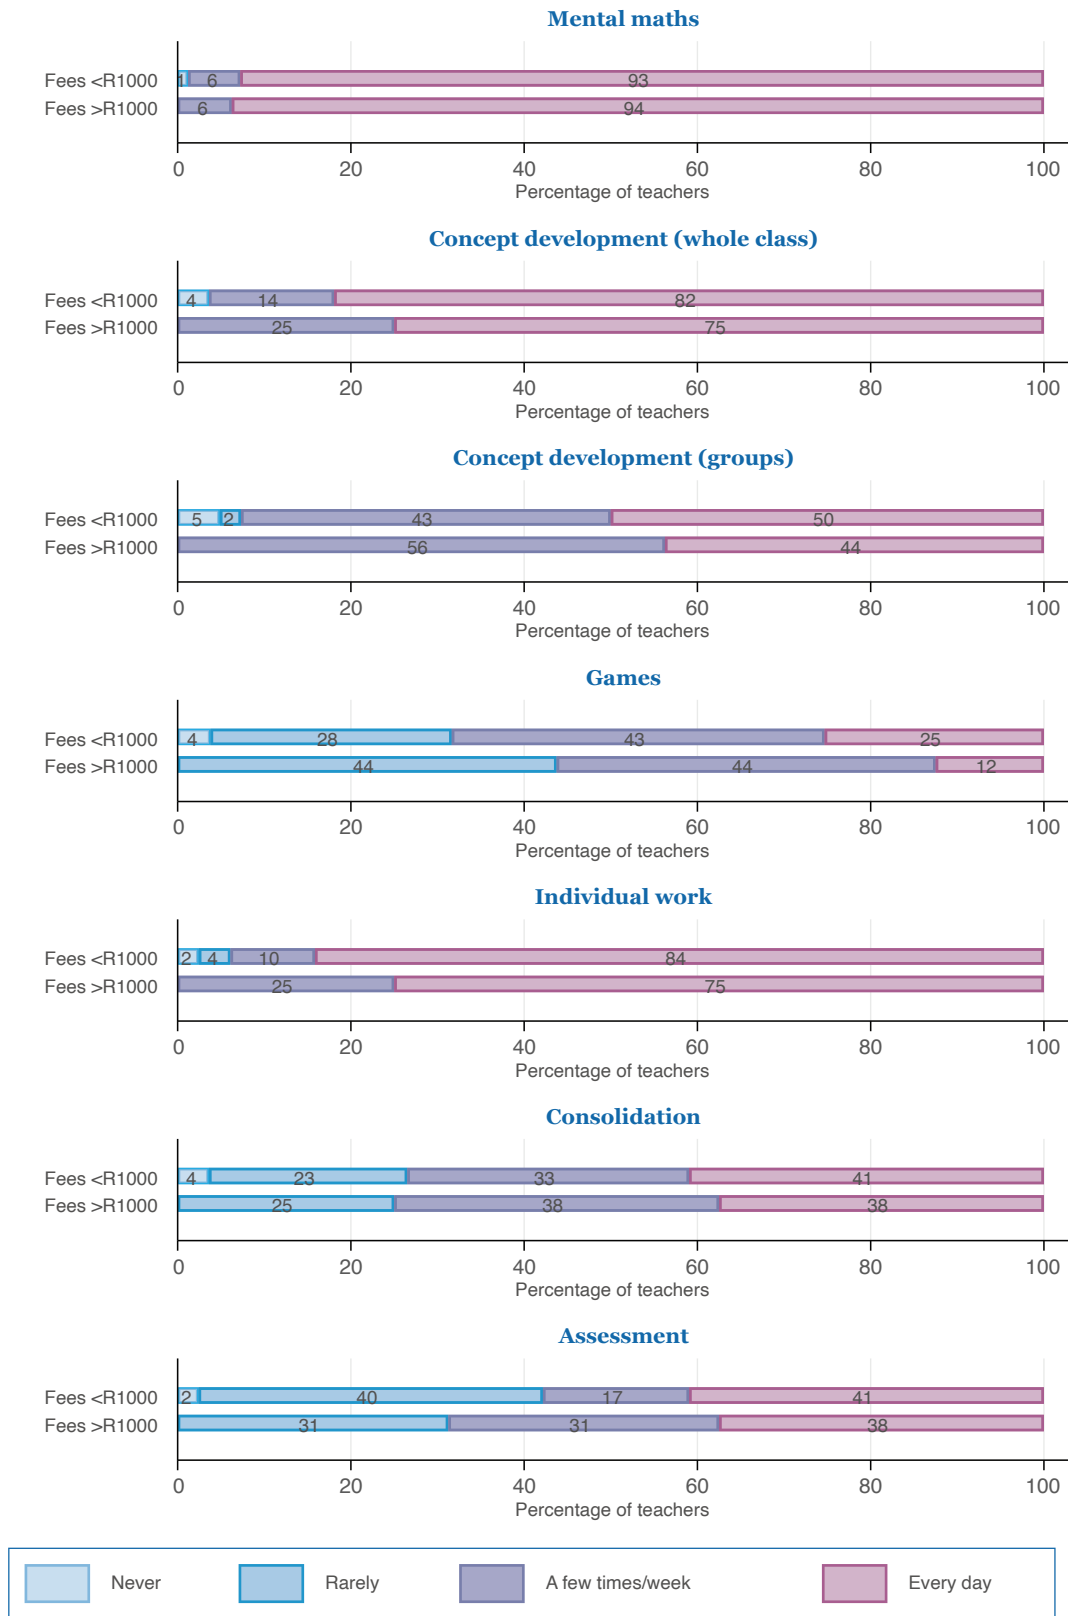 Mental maths
Fees <R1000 1 6 93
Fees >R1000 6 94
0 20 40 60 80 100
Percentage of teachers
Concept development (whole class)
Fees <R1000 4 14 82
Fees >R1000 25 75
0 20 40 60 80 100
Percentage of teachers
Concept development (groups)
Fees <R1000 5 2 43 50
Fees >R1000 56 44
0 20 40 60 80 100
Percentage of teachers
Games
Fees <R1000 4 28 43 25
Fees >R1000 44 44 12
0 20 40 60 80 100
Percentage of teachers
Individual work
Fees <R1000 2 4 10 84
Fees >R1000 25 75
0 20 40 60 80 100
Percentage of teachers
Consolidation
Fees <R1000 4 23 33 41
Fees >R1000 25 38 38
0 20 40 60 80 100
Percentage of teachers
Assessment
Fees <R1000 2 40 17 41
Fees >R1000 31 31 38
0 20 40 60 80 100
Percentage of teachers
Never Rarely A few times/week Every day